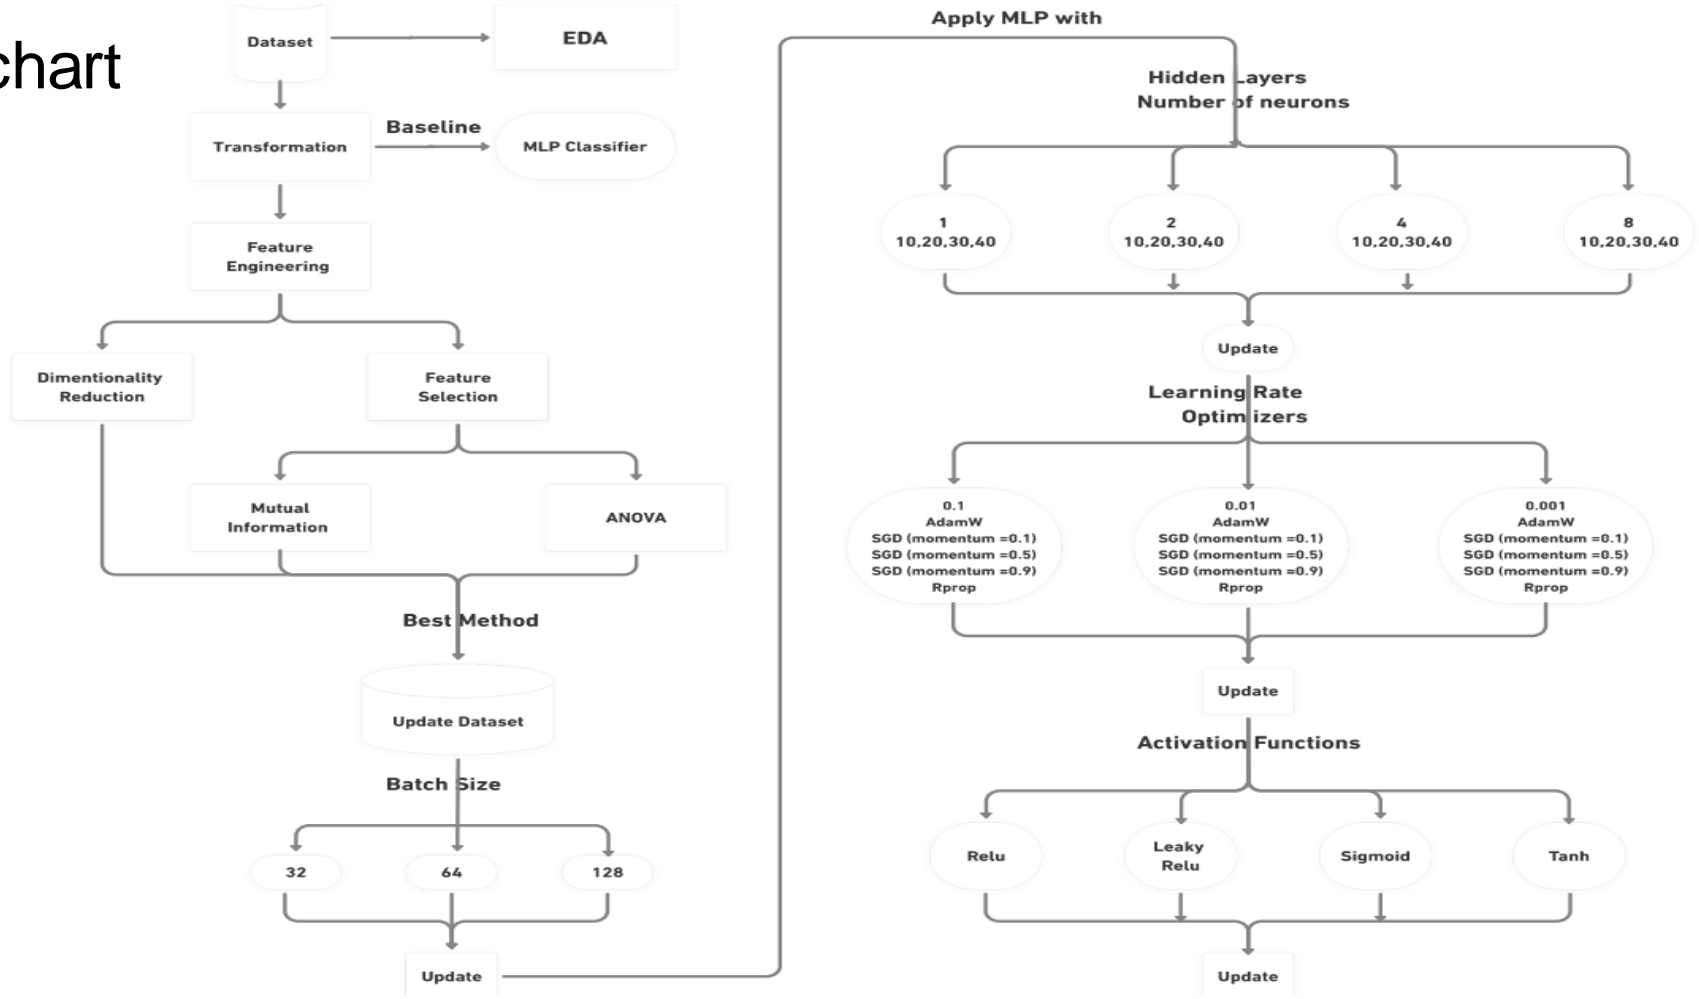 chart
Dataset
EDA
Transformation
Baseline
MLP Classifier
Feature
Engineering
Dimentionality
Reduction
Feature
Selection
Mutual
Information
ANOVA
Best Method
Update Dataset
Batch Size
32
64
128
Update
Apply MLP with
Hidden Layers
Number of neurons
1
10,20,30,40
2
10,20,30,40
4
10,20,30,40
8
10,20,30,40
Update
Learning Rate
Optimizers
0.1
AdamW
SGD (momentum =0.1)
SGD (momentum =0.5)
SGD (momentum =0.9)
Rprop
0.01
AdamW
SGD (momentum =0.1)
SGD (momentum =0.5)
SGD (momentum =0.9)
Rprop
0.001
AdamW
SGD (momentum =0.1)
SGD (momentum =0.5)
SGD (momentum =0.9)
Rprop
Update
Activation Functions
Relu
Leaky
Relu
Sigmoid
Tanh
Update